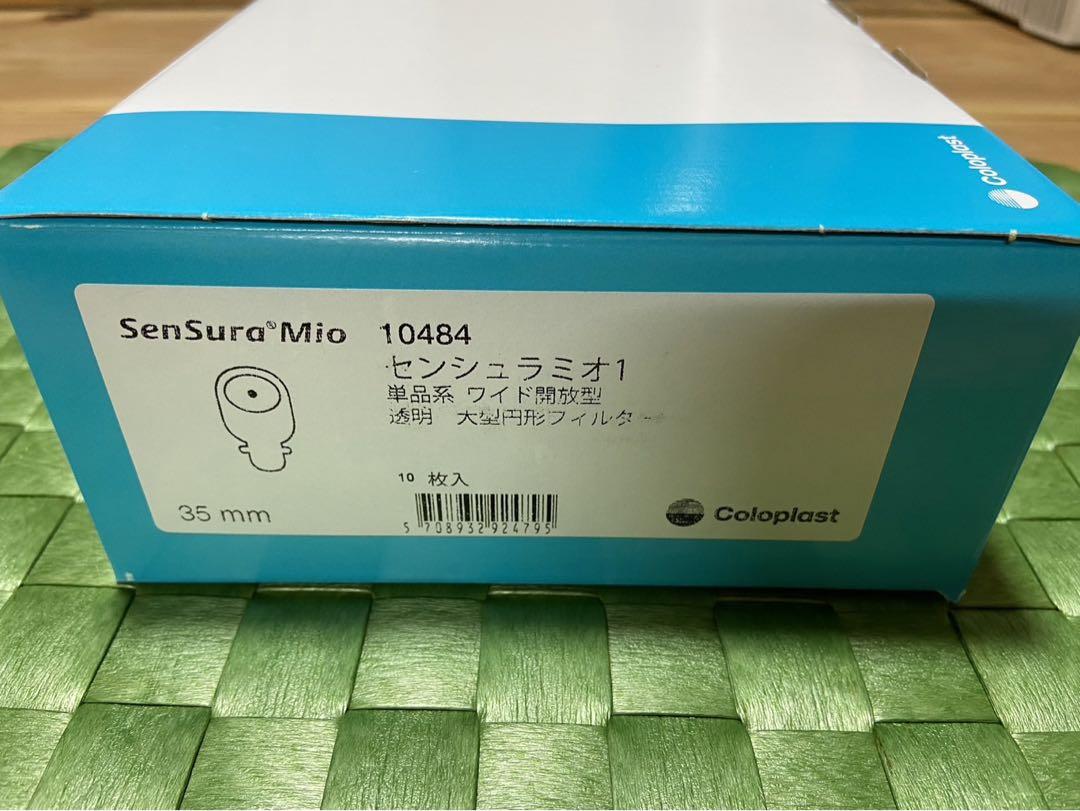 Coloplast
SenSura®Mio 10484
センシュラミオ1
単品系 ワイド開放型
透明 大型円形フィルター
10 枚入
35 mm
5 708932 924795
Coloplast